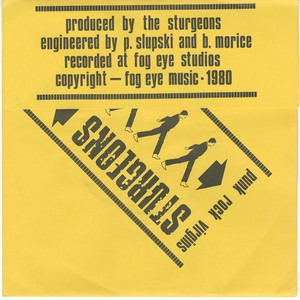 produced by the sturgeons
engineered by p. slupski and b. morice
recorded at fog eye studios
copyright — fog eye music · 1980
STURGEONS
punk rock virgins